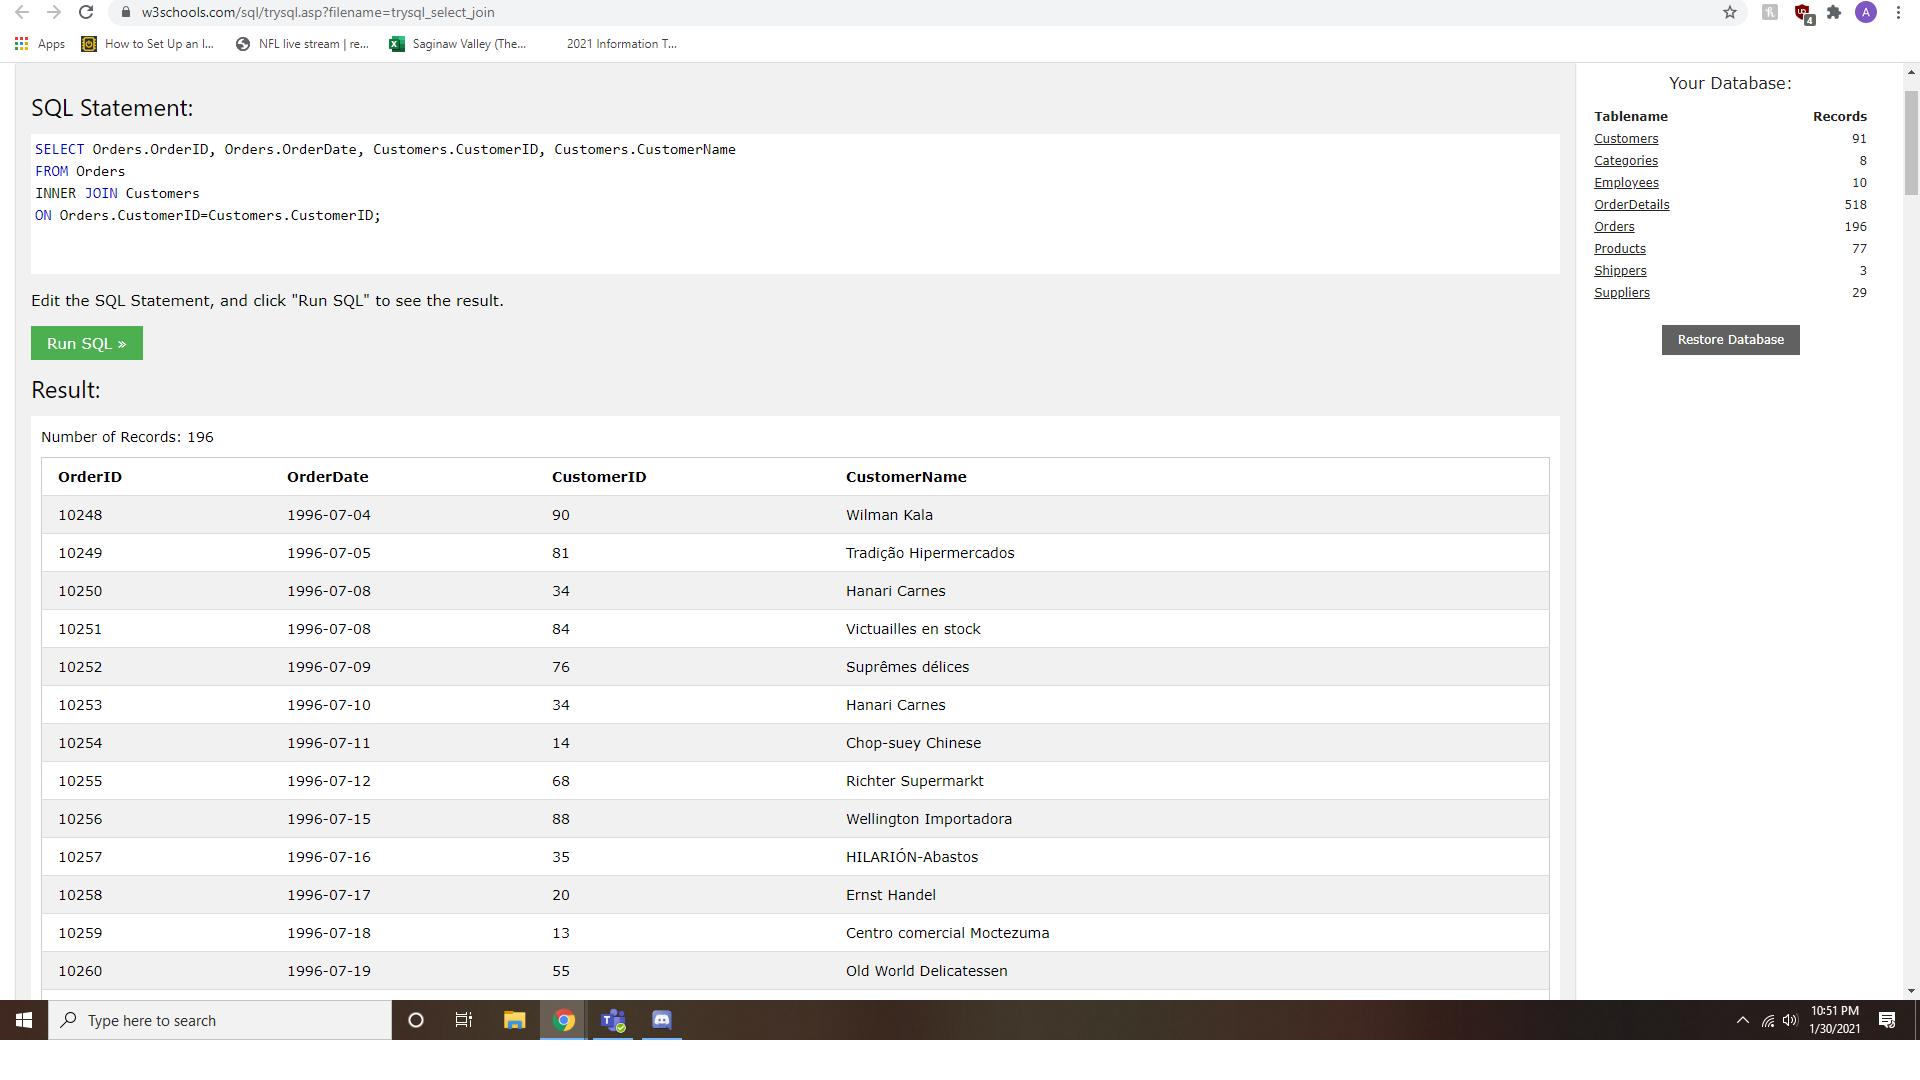 w3schools.com/sql/trysql.asp?filename=trysql_select_join
4
A
Apps How to Set Up an I... NFL live stream | re... Saginaw Valley (The... 2021 Information T...
SQL Statement:
SELECT Orders.OrderID, Orders.OrderDate, Customers.CustomerID, Customers.CustomerName
FROM Orders
INNER JOIN Customers
ON Orders.CustomerID=Customers.CustomerID;
Edit the SQL Statement, and click "Run SQL" to see the result.
Run SQL »
Result:
Number of Records: 196
OrderID OrderDate CustomerID CustomerName
10248 1996-07-04 90 Wilman Kala
10249 1996-07-05 81 Tradição Hipermercados
10250 1996-07-08 34 Hanari Carnes
10251 1996-07-08 84 Victuailles en stock
10252 1996-07-09 76 Suprêmes délices
10253 1996-07-10 34 Hanari Carnes
10254 1996-07-11 14 Chop-suey Chinese
10255 1996-07-12 68 Richter Supermarkt
10256 1996-07-15 88 Wellington Importadora
10257 1996-07-16 35 HILARIÓN-Abastos
10258 1996-07-17 20 Ernst Handel
10259 1996-07-18 13 Centro comercial Moctezuma
10260 1996-07-19 55 Old World Delicatessen
Your Database:
Tablename Records
Customers 91
Categories 8
Employees 10
OrderDetails 518
Orders 196
Products 77
Shippers 3
Suppliers 29
Restore Database
Type here to search
10:51 PM
1/30/2021